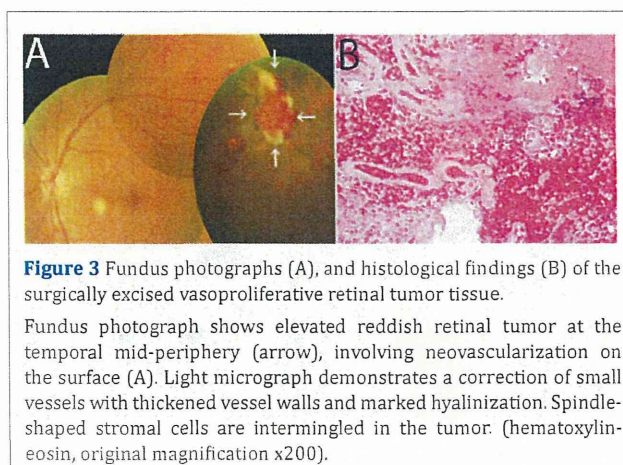 A
B
Figure 3 Fundus photographs (A), and histological findings (B) of the
surgically excised vasoproliferative retinal tumor tissue.
Fundus photograph shows elevated reddish retinal tumor at the
temporal mid-periphery (arrow), involving neovascularization on
the surface (A). Light micrograph demonstrates a correction of small
vessels with thickened vessel walls and marked hyalinization. Spindle-
shaped stromal cells are intermingled in the tumor. (hematoxylin-
eosin, original magnification x200).